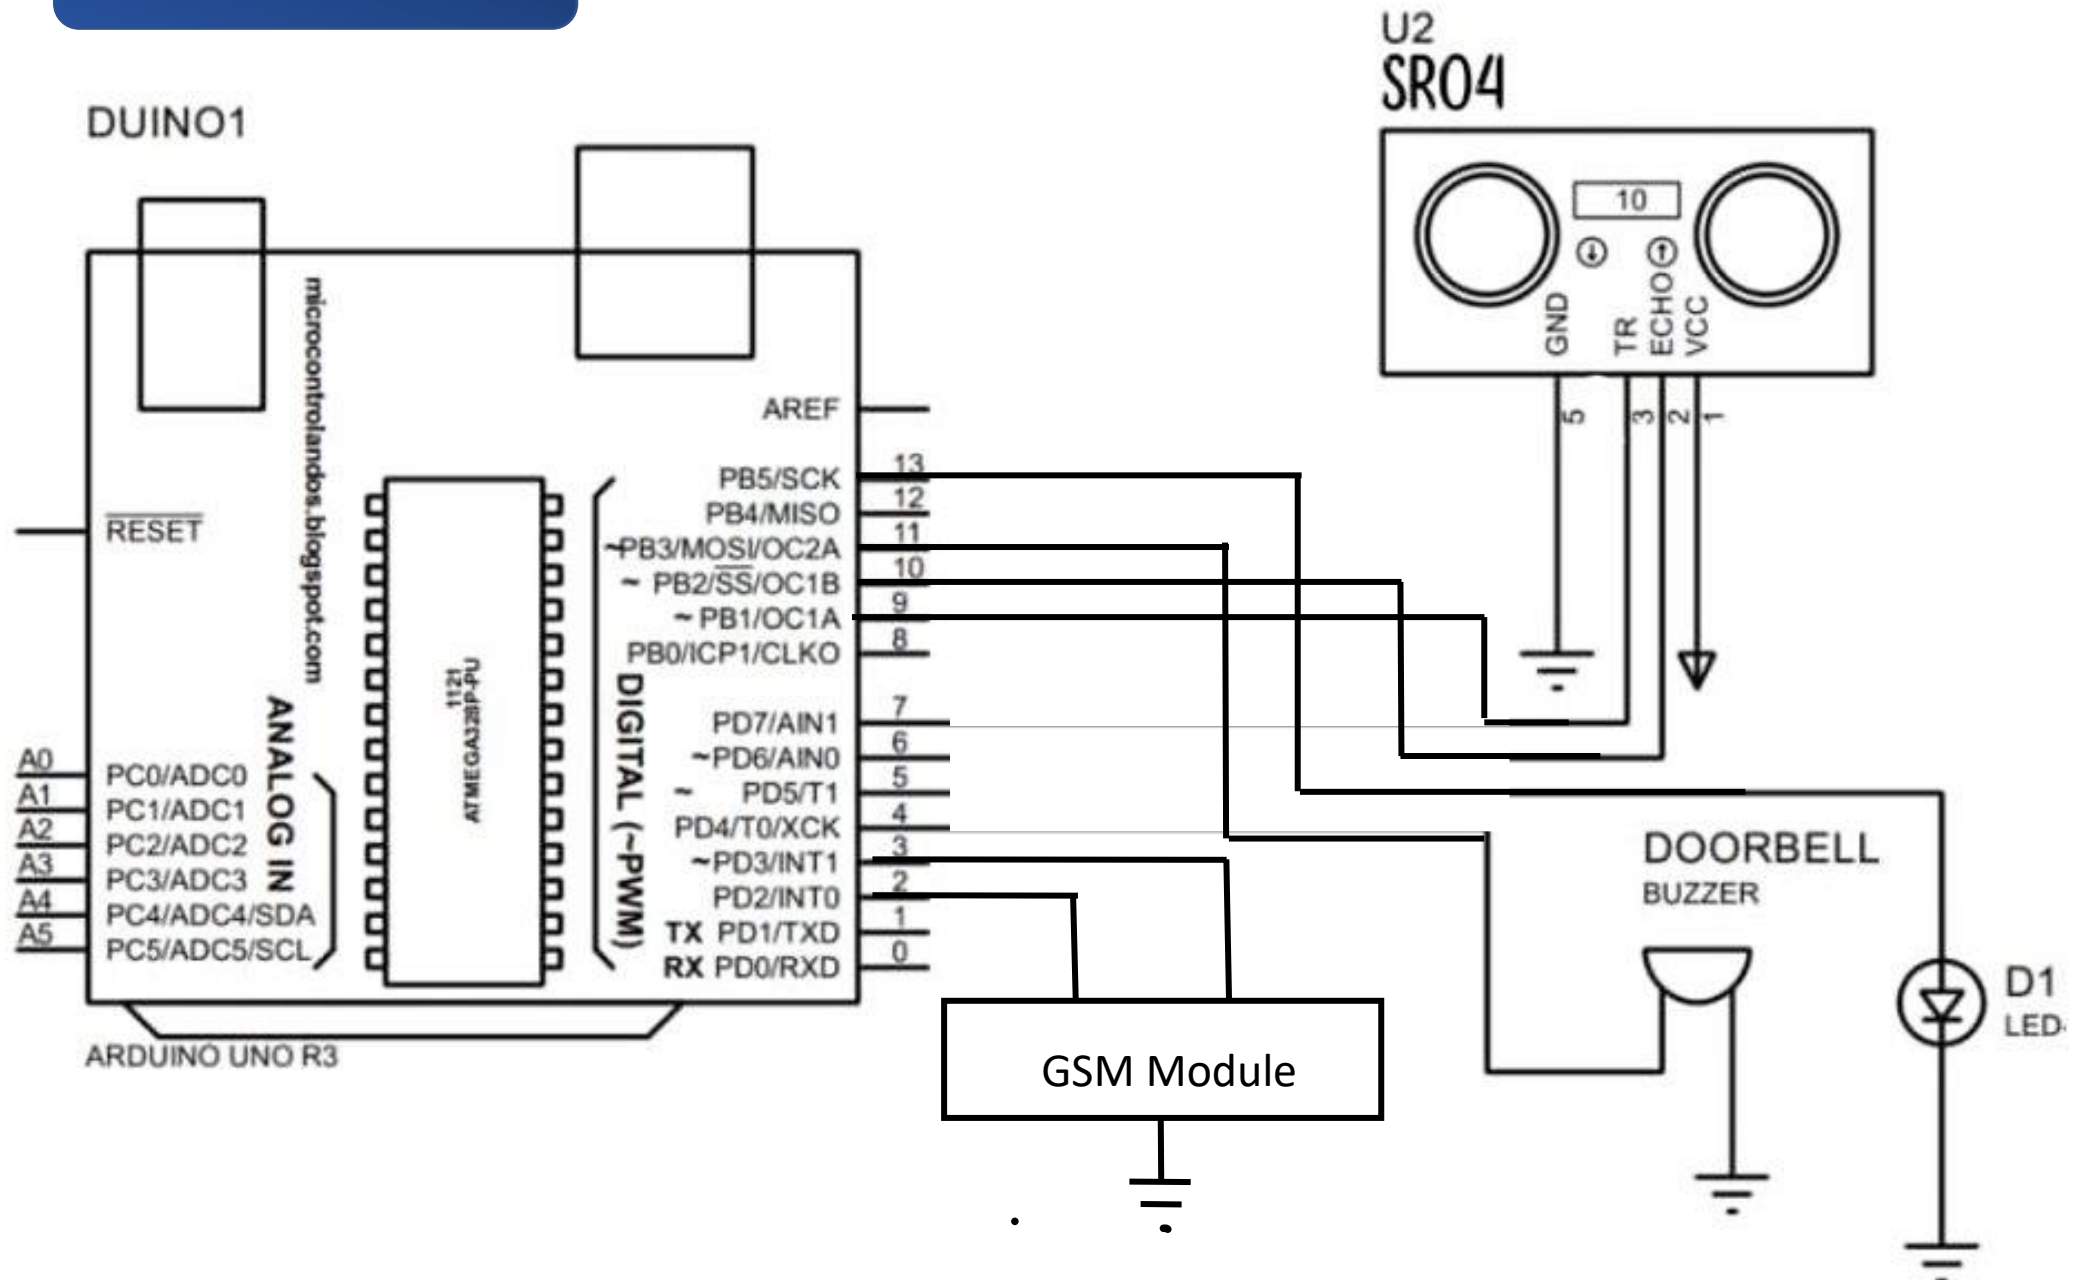 U2
SR04
DUINO1
10
GND
TR
ECHO
VCC
5
3
2
1
microcontrolandos.blogspot.com
AREF
RESET
PB5/SCK 13
PB4/MISO 12
~PB3/MOSI/OC2A 11
~ PB2/SS/OC1B 10
~ PB1/OC1A 9
PB0/ICP1/CLKO 8
1121
ATMEGA328P-PU
DIGITAL (~PWM)
ANALOG IN
PD7/AIN1 7
~PD6/AIN0 6
~ PD5/T1 5
PD4/T0/XCK 4
~PD3/INT1 3
PD2/INT0 2
TX PD1/TXD 1
RX PD0/RXD 0
A0 PC0/ADC0
A1 PC1/ADC1
A2 PC2/ADC2
A3 PC3/ADC3
A4 PC4/ADC4/SDA
A5 PC5/ADC5/SCL
ARDUINO UNO R3
GSM Module
DOORBELL
BUZZER
D1
LED-